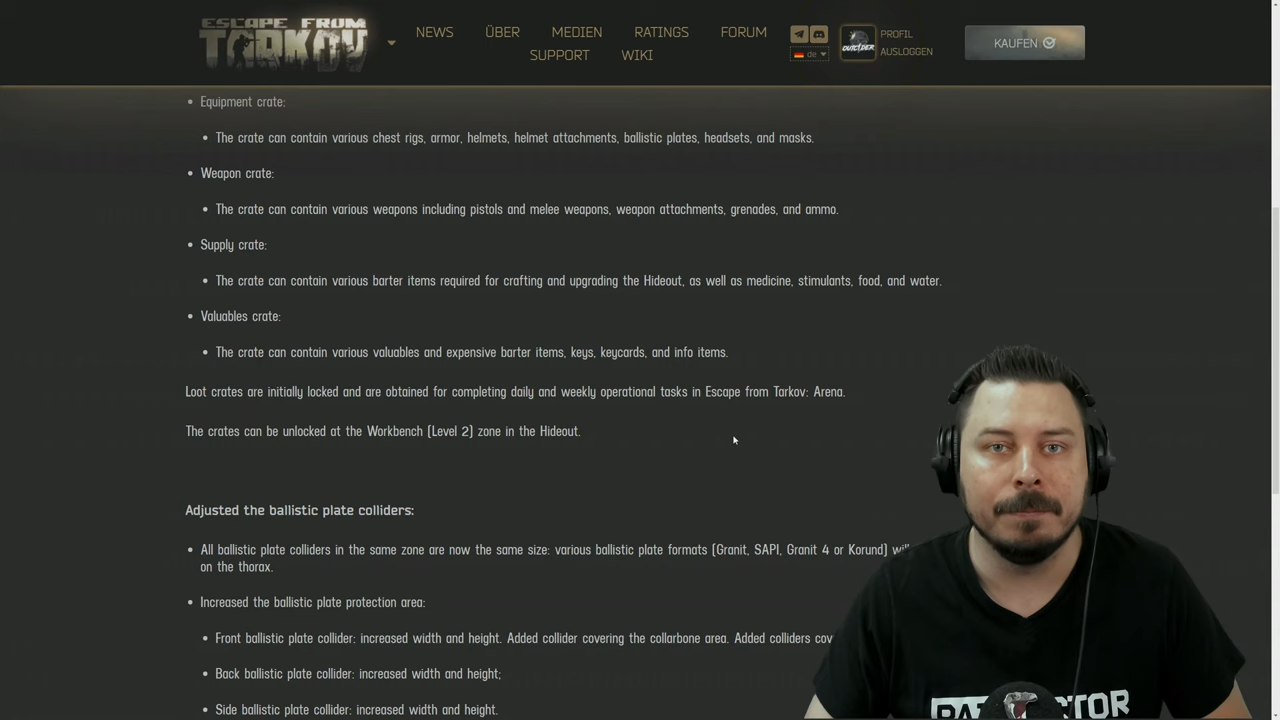 ESCAPE FROM
TARKOV
NEWS
ÜBER
MEDIEN
RATINGS
FORUM
SUPPORT
WIKI
de
OUTSIDER
PROFIL
AUSLOGGEN
KAUFEN
Equipment crate:
The crate can contain various chest rigs, armor, helmets, helmet attachments, ballistic plates, headsets, and masks.
Weapon crate:
The crate can contain various weapons including pistols and melee weapons, weapon attachments, grenades, and ammo.
Supply crate:
The crate can contain various barter items required for crafting and upgrading the Hideout, as well as medicine, stimulants, food, and water.
Valuables crate:
The crate can contain various valuables and expensive barter items, keys, keycards, and info items.
Loot crates are initially locked and are obtained for completing daily and weekly operational tasks in Escape from Tarkov: Arena.
The crates can be unlocked at the Workbench (Level 2) zone in the Hideout.
Adjusted the ballistic plate colliders:
All ballistic plate colliders in the same zone are now the same size: various ballistic plate formats (Granit, SAPI, Granit 4 or Korund) wil
on the thorax.
Increased the ballistic plate protection area:
Front ballistic plate collider: increased width and height. Added collider covering the collarbone area. Added colliders cov
Back ballistic plate collider: increased width and height;
Side ballistic plate collider: increased width and height.